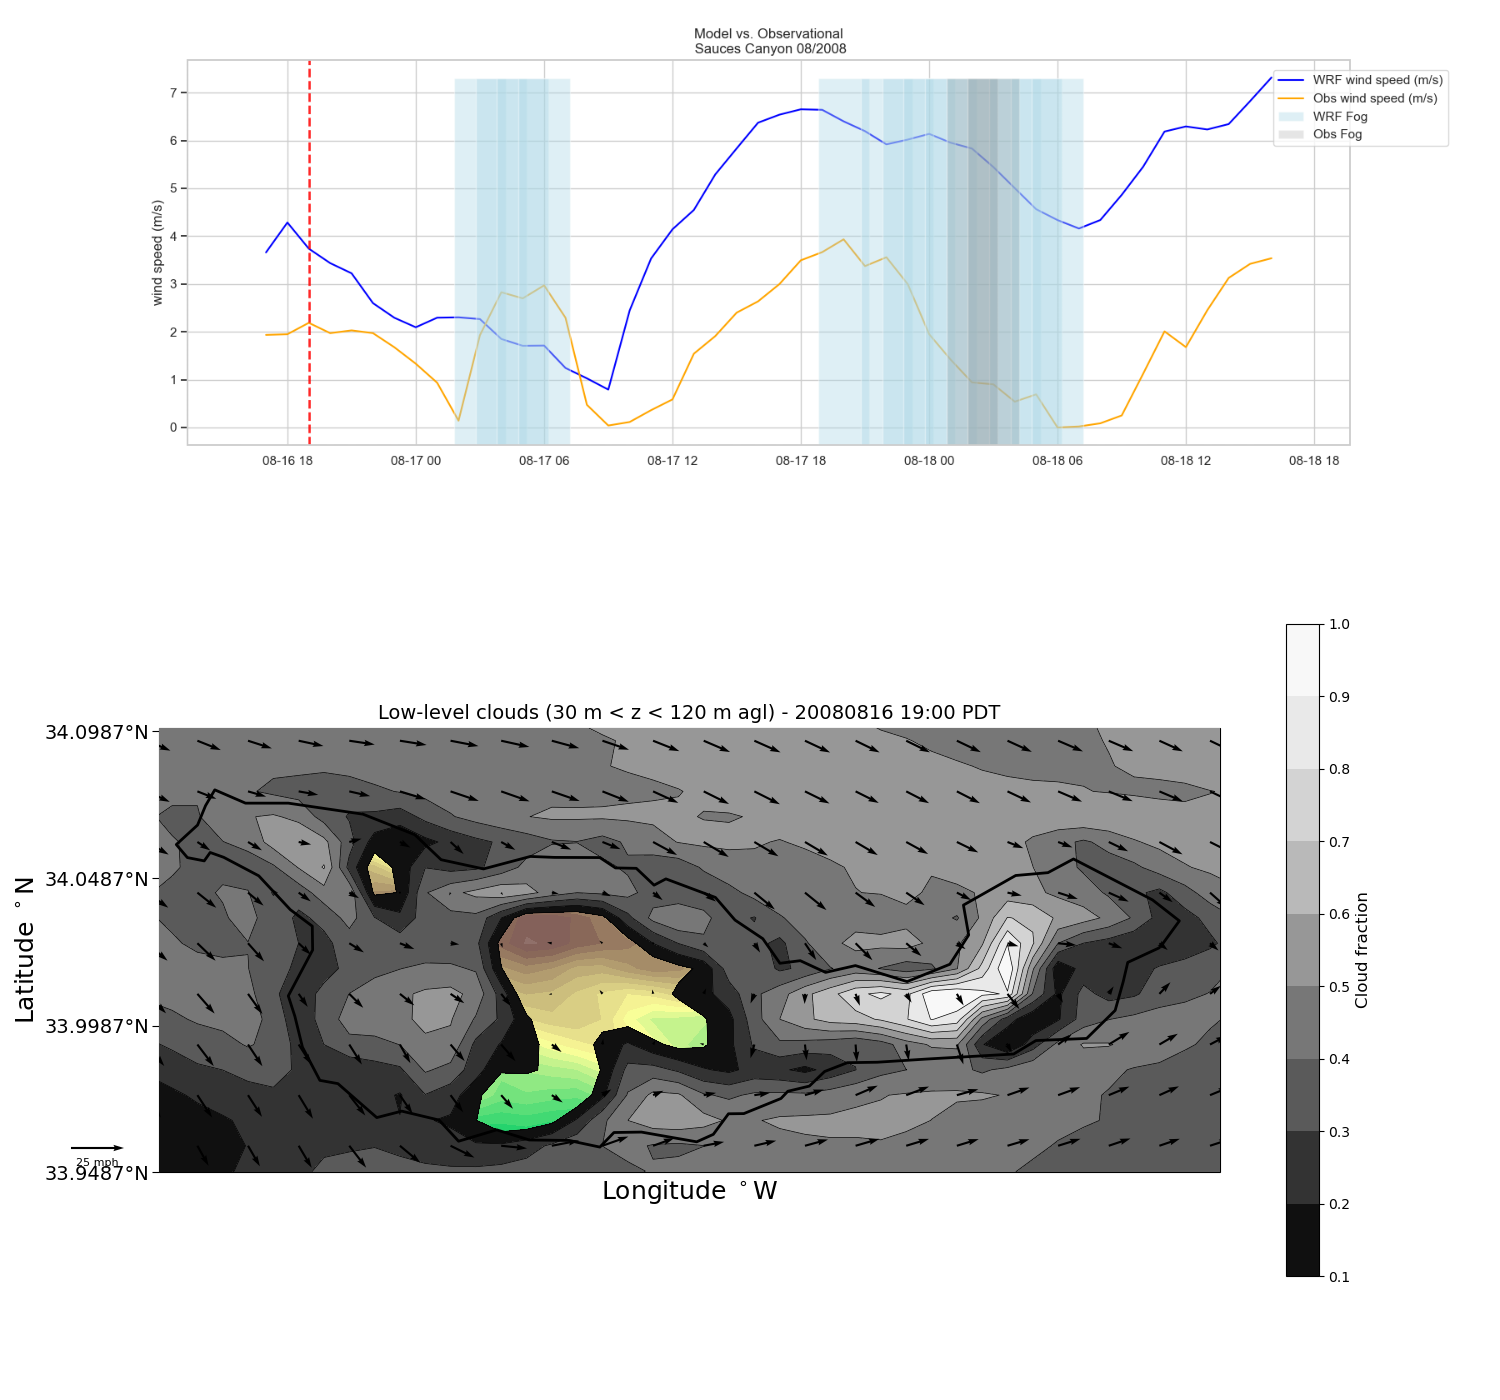 Model vs. Observational
Sauces Canyon 08/2008
WRF wind speed (m/s)
Obs wind speed (m/s)
WRF Fog
Obs Fog
wind speed (m/s)
7
6
5
4
3
2
1
0
08-16 18
08-17 00
08-17 06
08-17 12
08-17 18
08-18 00
08-18 06
08-18 12
08-18 18
Low-level clouds (30 m < z < 120 m agl) - 20080816 19:00 PDT
34.0987°N
34.0487°N
33.9987°N
33.9487°N
Latitude °N
25 mph
Longitude °W
1.0
0.9
0.8
0.7
0.6
0.5
0.4
0.3
0.2
0.1
Cloud fraction